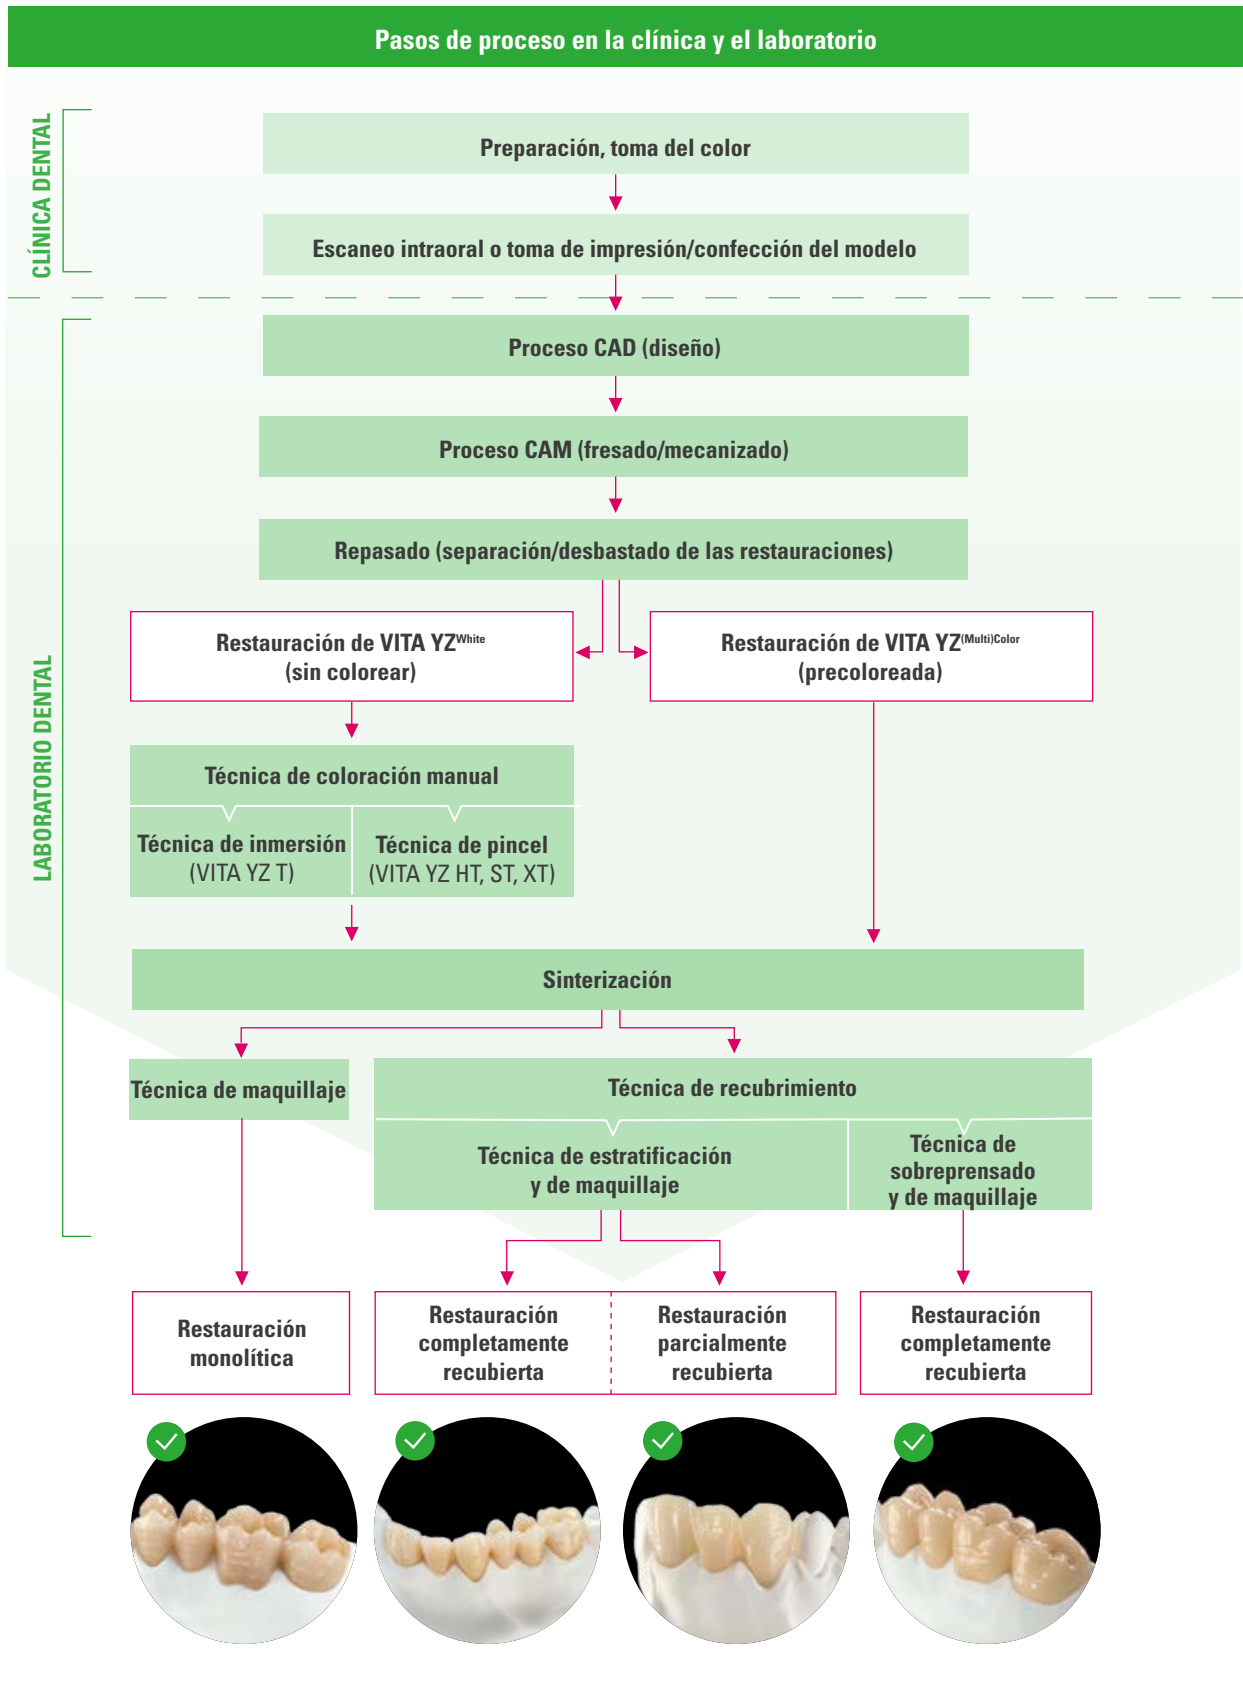 Pasos de proceso en la clínica y el laboratorio
CLÍNICA DENTAL
Preparación, toma del color
Escaneo intraoral o toma de impresión/confección del modelo
LABORATORIO DENTAL
Proceso CAD (diseño)
Proceso CAM (fresado/mecanizado)
Repasado (separación/desbastado de las restauraciones)
Restauración de VITA YZWhite
(sin colorear)
Restauración de VITA YZ(Multi)Color
(precoloreada)
Técnica de coloración manual
Técnica de inmersión
(VITA YZ T)
Técnica de pincel
(VITA YZ HT, ST, XT)
Sinterización
Técnica de maquillaje
Técnica de recubrimiento
Técnica de estratificación
y de maquillaje
Técnica de
sobreprensado
y de maquillaje
Restauración
monolítica
Restauración
completamente
recubierta
Restauración
parcialmente
recubierta
Restauración
completamente
recubierta